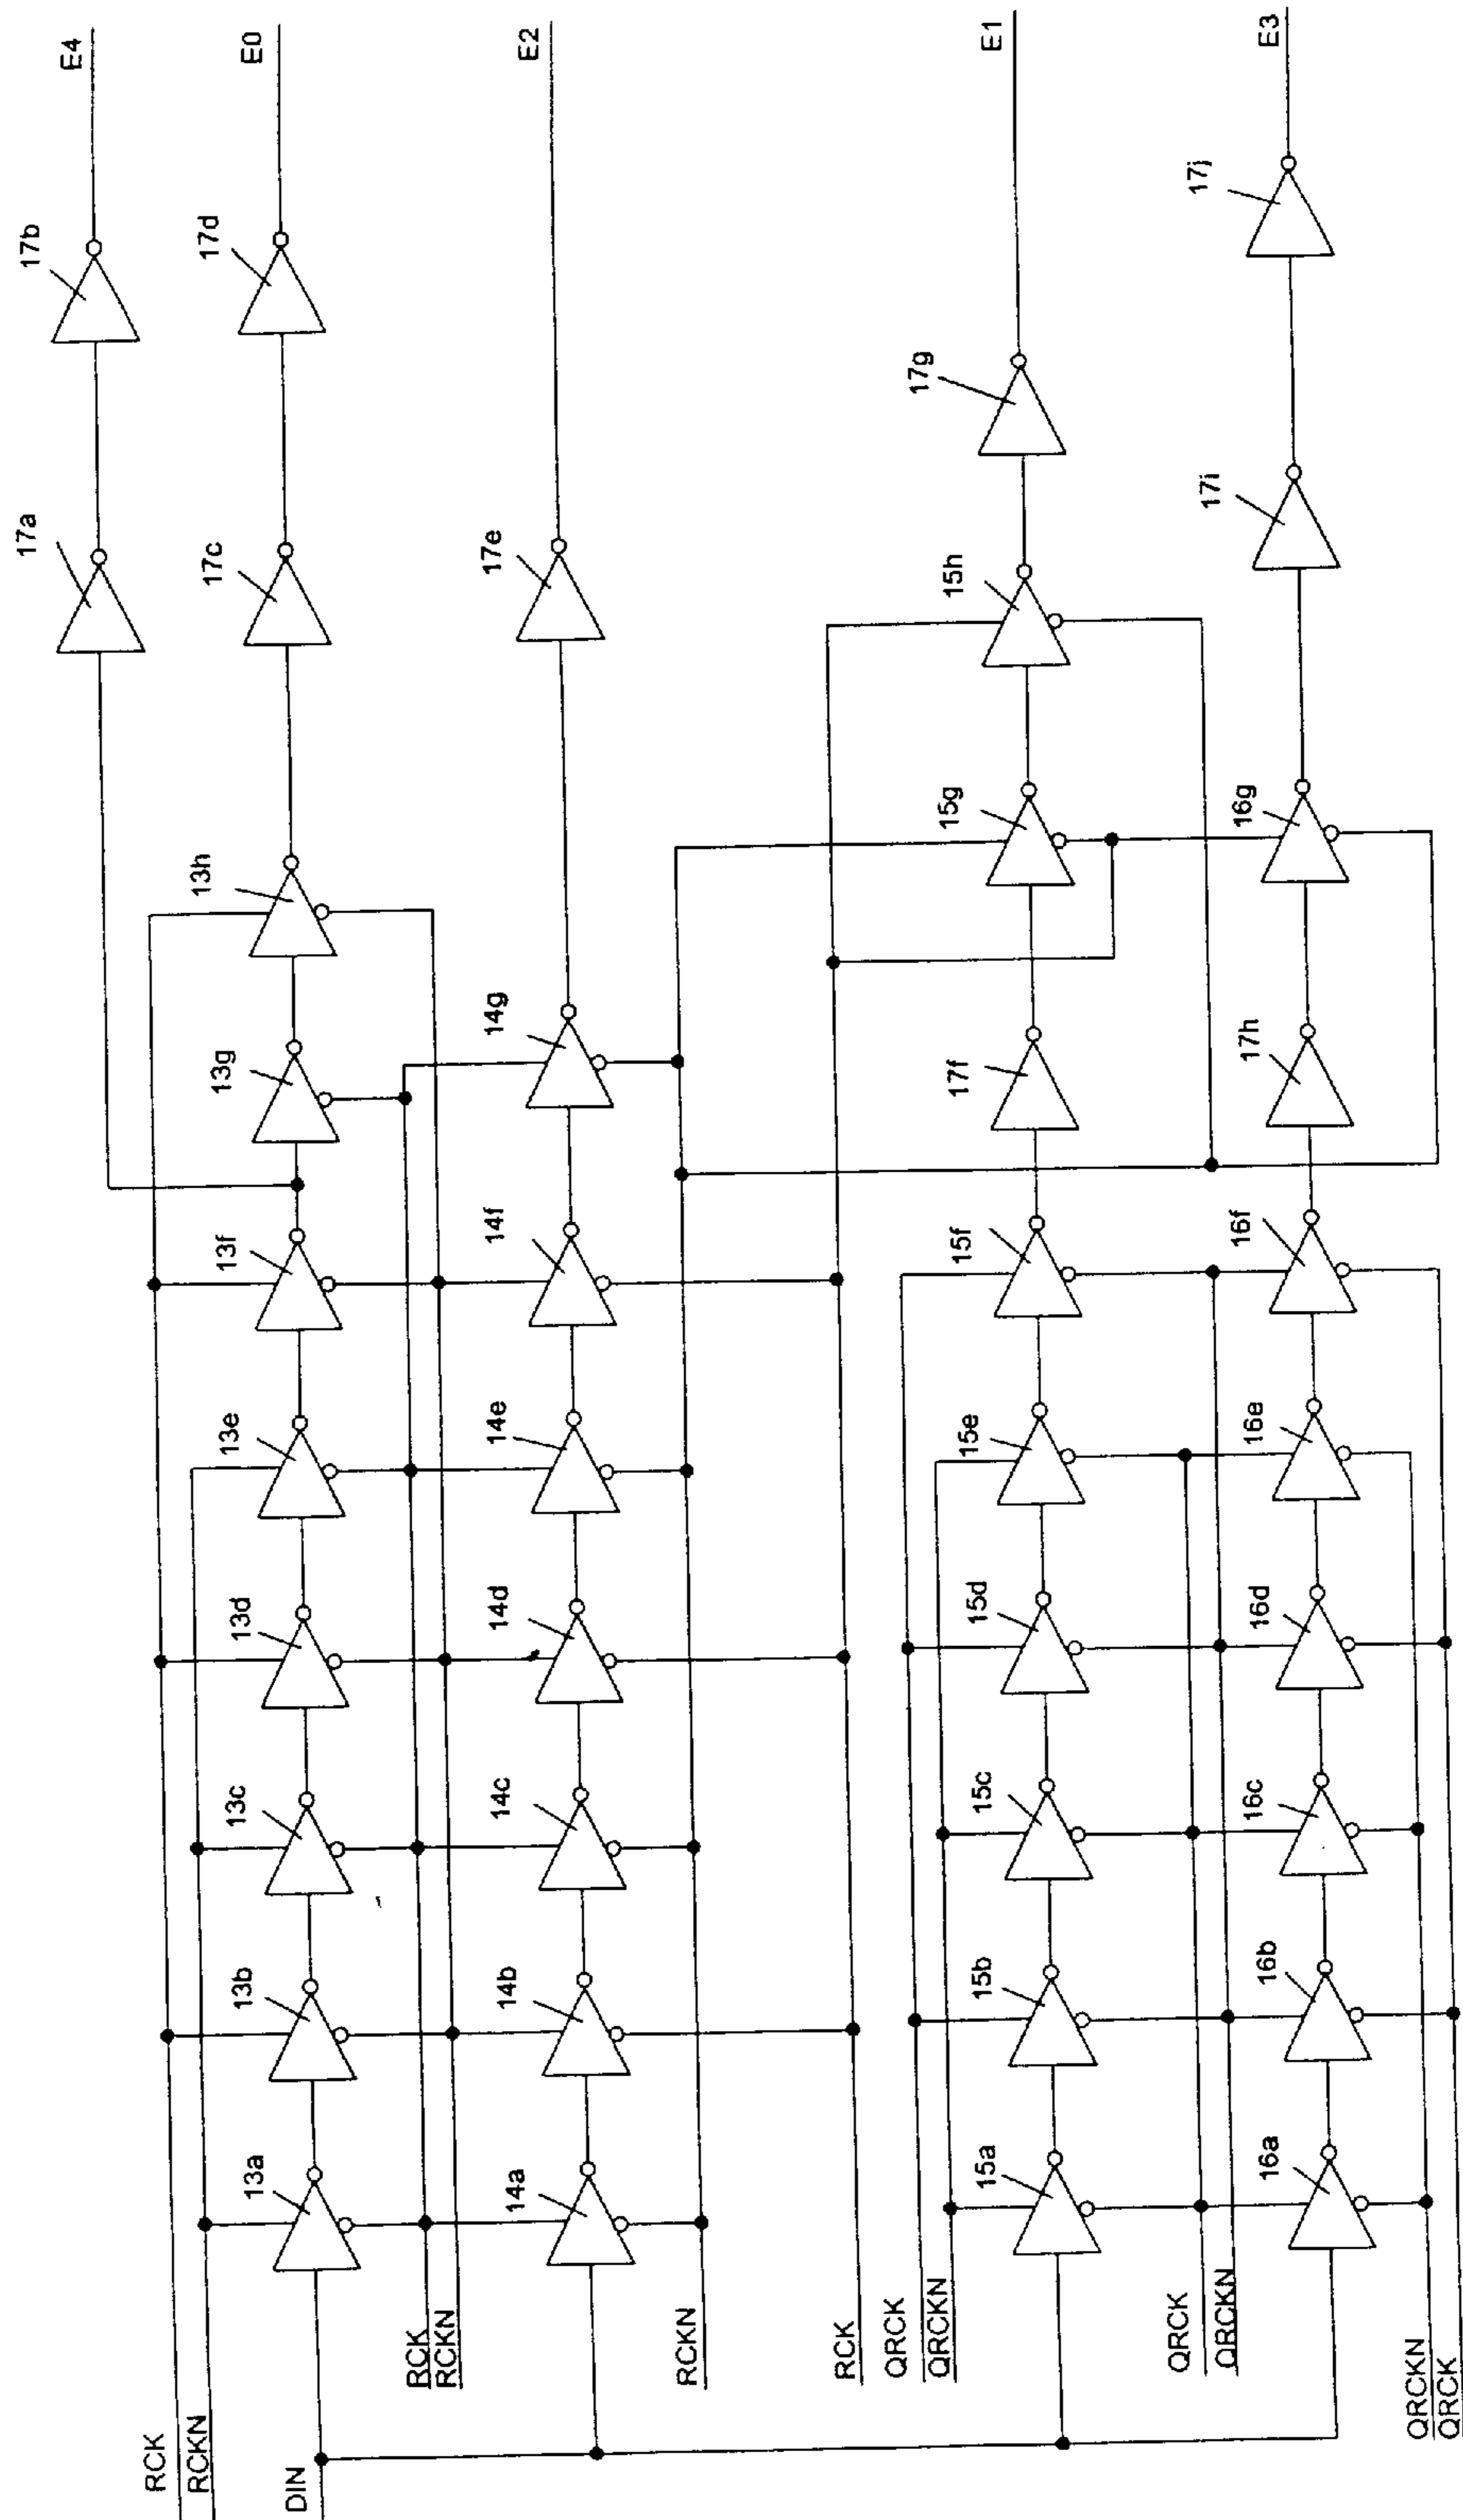 RCK
RCKN
DIN
13a
13b
13c
13d
13e
13f
13g
13h
17a
17b
17c
17d
E4
E0
RCK
RCKN
14a
14b
14c
14d
14e
14f
14g
17e
E2
RCKN
RCK
QRCK
QRCKN
15a
15b
15c
15d
15e
15f
17f
15g
15h
17g
E1
QRCK
QRCKN
16a
16b
16c
16d
16e
16f
17h
16g
17i
17j
E3
QRCKN
QRCK